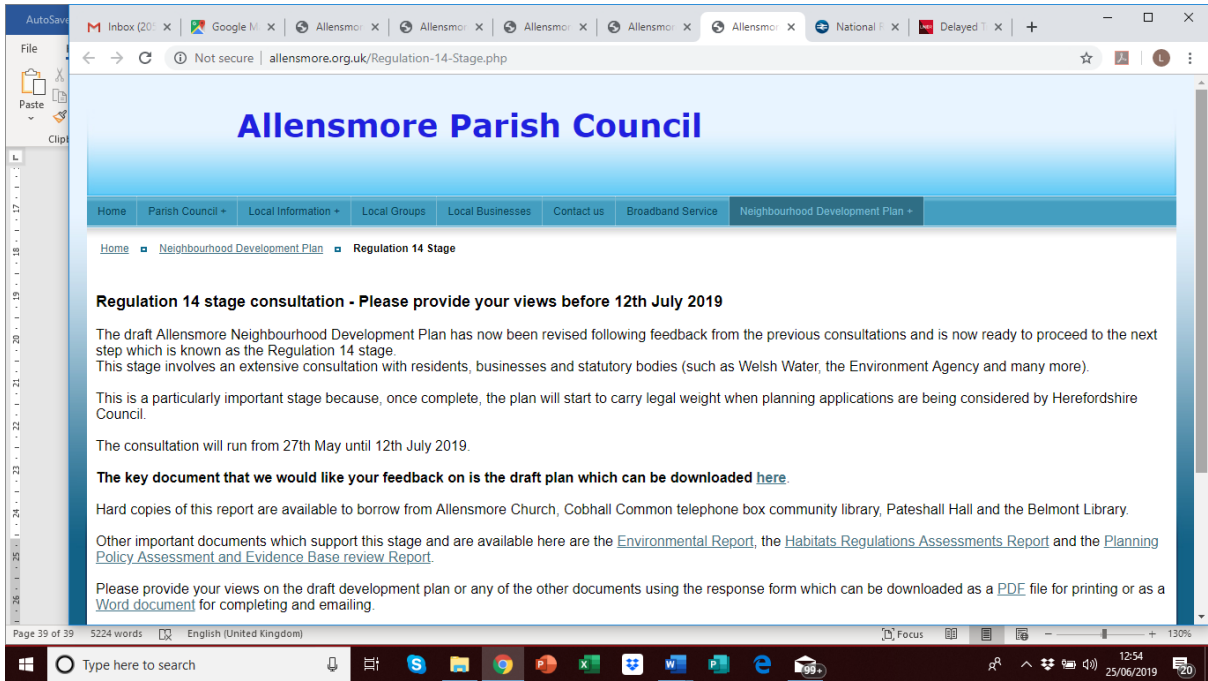 AutoSave
Inbox (20
Google M
Allensmor
Allensmor
Allensmor
Allensmor
Allensmor
National R
Delayed T
File
Not secure | allensmore.org.uk/Regulation-14-Stage.php
L
Paste
Clipb
Allensmore Parish Council
Home
Parish Council +
Local Information +
Local Groups
Local Businesses
Contact us
Broadband Service
Neighbourhood Development Plan +
Home
Neighbourhood Development Plan
Regulation 14 Stage
Regulation 14 stage consultation - Please provide your views before 12th July 2019
The draft Allensmore Neighbourhood Development Plan has now been revised following feedback from the previous consultations and is now ready to proceed to the next
step which is known as the Regulation 14 stage.
This stage involves an extensive consultation with residents, businesses and statutory bodies (such as Welsh Water, the Environment Agency and many more).
This is a particularly important stage because, once complete, the plan will start to carry legal weight when planning applications are being considered by Herefordshire
Council.
The consultation will run from 27th May until 12th July 2019.
The key document that we would like your feedback on is the draft plan which can be downloaded here.
Hard copies of this report are available to borrow from Allensmore Church, Cobhall Common telephone box community library, Pateshall Hall and the Belmont Library.
Other important documents which support this stage and are available here are the Environmental Report, the Habitats Regulations Assessments Report and the Planning
Policy Assessment and Evidence Base review Report.
Please provide your views on the draft development plan or any of the other documents using the response form which can be downloaded as a PDF file for printing or as a
Word document for completing and emailing.
17
18
19
20
21
22
23
24
25
26
Page 39 of 39
5224 words
English (United Kingdom)
Focus
130%
Type here to search
99+
12:54
25/06/2019
20